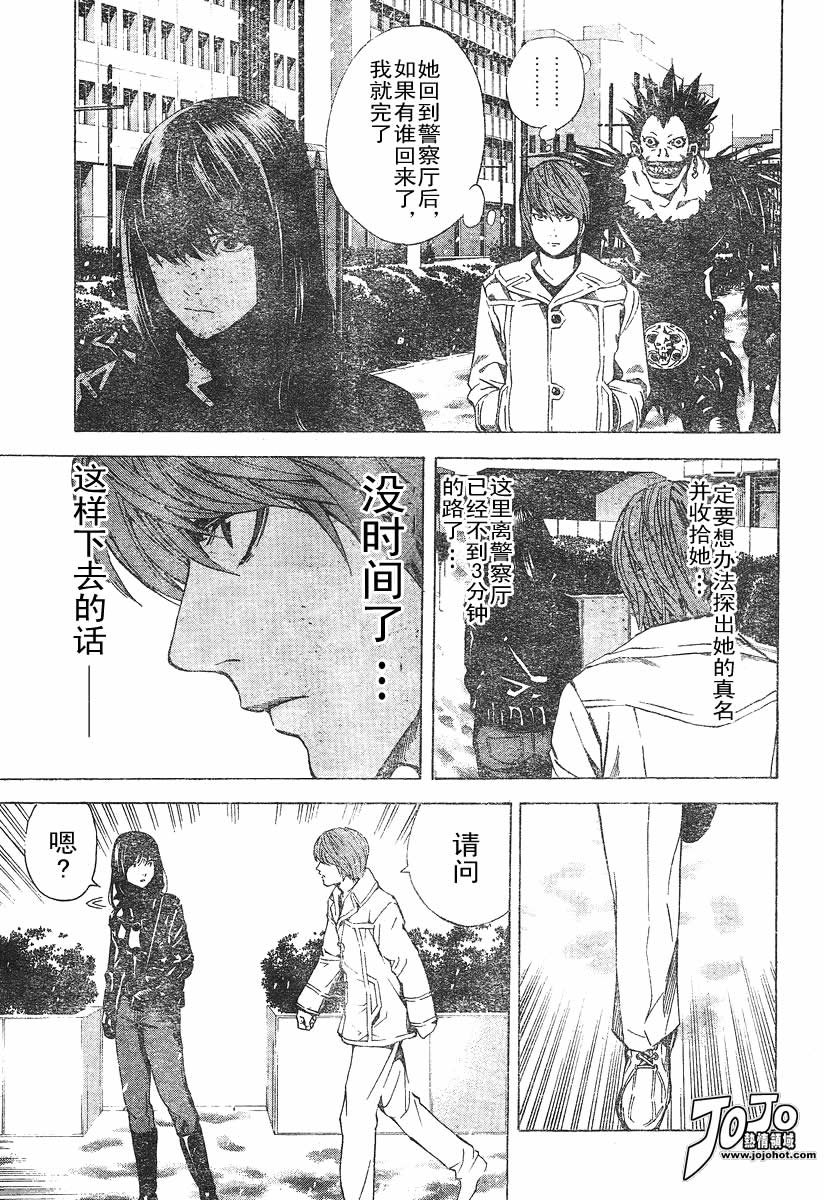 …………
她回到警察厅后，
如果有谁回来了，
我就完了
一定要想办法探出她的真名
并收拾她…
这里离警察厅
已经不到3分钟
的路了…
没时间了…
这样下去的话——
请问
嗯？
JOJO
熱情領域
www.jojohot.com